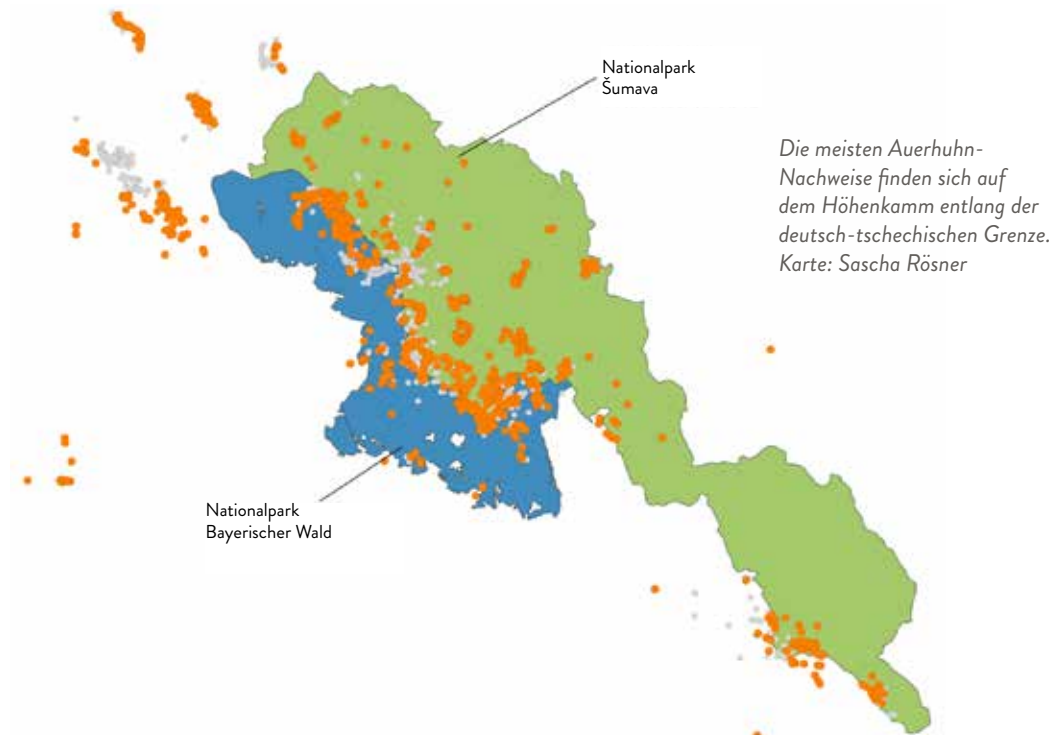 Nationalpark
Šumava
Die meisten Auerhuhn-
Nachweise finden sich auf
dem Höhenkamm entlang der
deutsch-tschechischen Grenze.
Karte: Sascha Rösner
Nationalpark
Bayerischer Wald